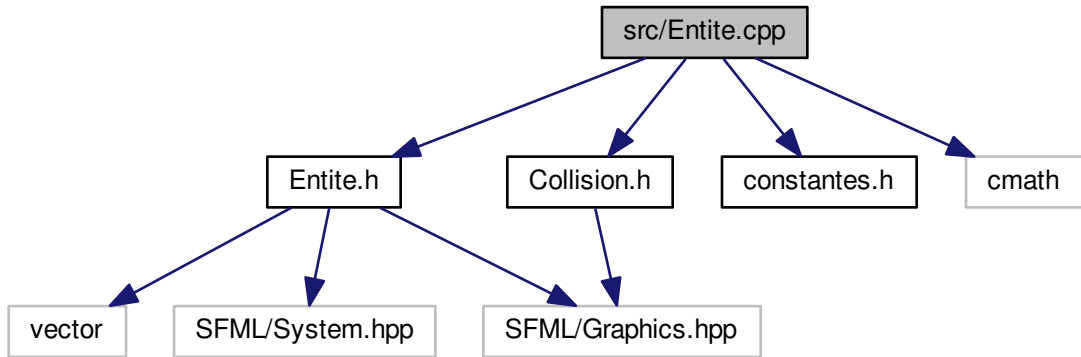 src/Entite.cpp
Entite.h
Collision.h
constantes.h
cmath
vector
SFML/System.hpp
SFML/Graphics.hpp